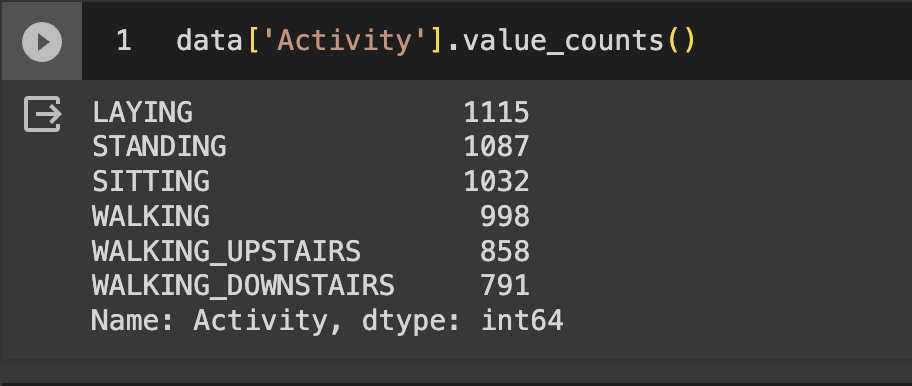 1 data['Activity'].value_counts()
LAYING 1115
STANDING 1087
SITTING 1032
WALKING 998
WALKING_UPSTAIRS 858
WALKING_DOWNSTAIRS 791
Name: Activity, dtype: int64